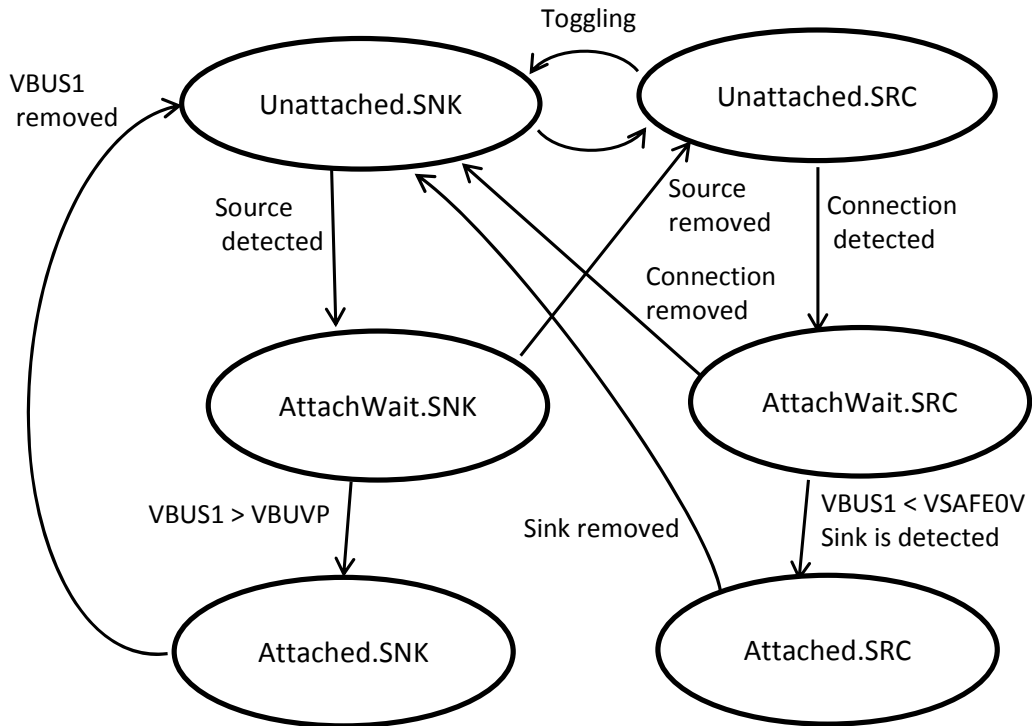 Toggling
VBUS1
removed
Unattached.SNK
Unattached.SRC
Source
detected
Source
removed
Connection
detected
Connection
removed
AttachWait.SNK
AttachWait.SRC
VBUS1 > VBUVP
Sink removed
VBUS1 < VSAFE0V
Sink is detected
Attached.SNK
Attached.SRC